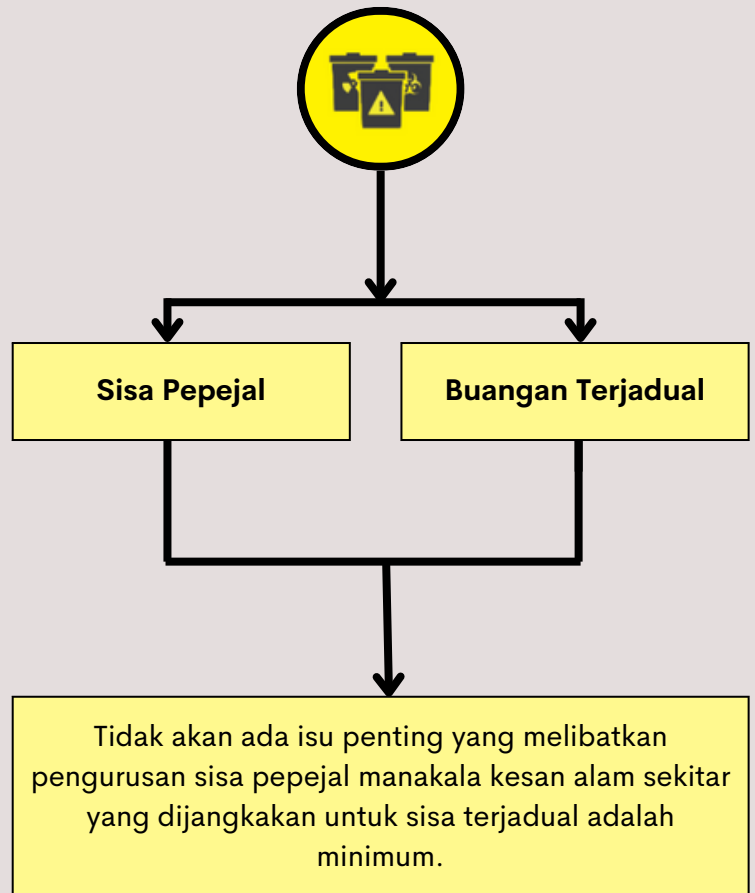 Sisa Pepejal
Buangan Terjadual
Tidak akan ada isu penting yang melibatkan
pengurusan sisa pepejal manakala kesan alam sekitar
yang dijangkakan untuk sisa terjadual adalah
minimum.